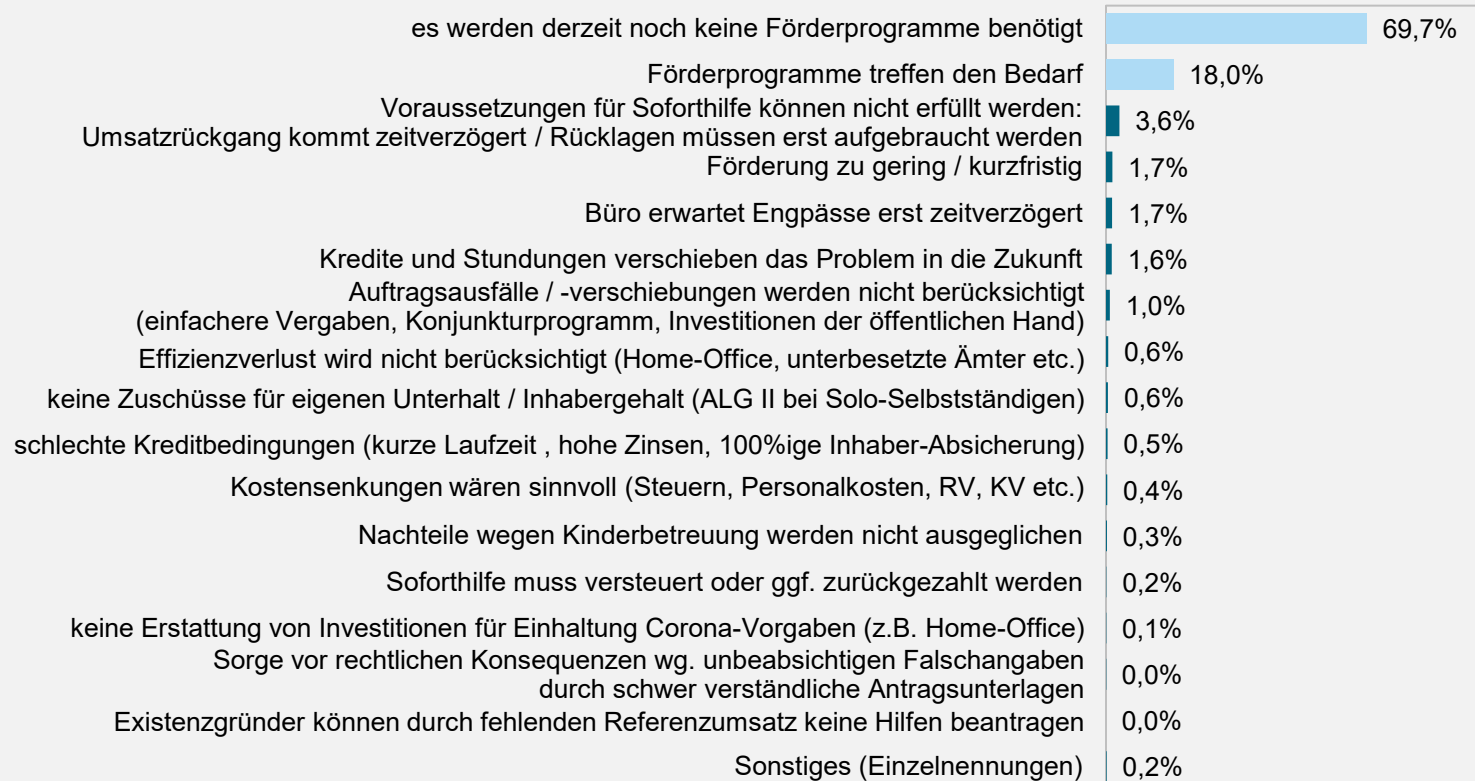 es werden derzeit noch keine Förderprogramme benötigt 69,7%
Förderprogramme treffen den Bedarf 18,0%
Voraussetzungen für Soforthilfe können nicht erfüllt werden:
Umsatzrückgang kommt zeitverzögert / Rücklagen müssen erst aufgebraucht werden 3,6%
Förderung zu gering / kurzfristig 1,7%
Büro erwartet Engpässe erst zeitverzögert 1,7%
Kredite und Stundungen verschieben das Problem in die Zukunft 1,6%
Auftragsausfälle / -verschiebungen werden nicht berücksichtigt
(einfachere Vergaben, Konjunkturprogramm, Investitionen der öffentlichen Hand) 1,0%
Effizienzverlust wird nicht berücksichtigt (Home-Office, unterbesetzte Ämter etc.) 0,6%
keine Zuschüsse für eigenen Unterhalt / Inhabergehalt (ALG II bei Solo-Selbstständigen) 0,6%
schlechte Kreditbedingungen (kurze Laufzeit , hohe Zinsen, 100%ige Inhaber-Absicherung) 0,5%
Kostensenkungen wären sinnvoll (Steuern, Personalkosten, RV, KV etc.) 0,4%
Nachteile wegen Kinderbetreuung werden nicht ausgeglichen 0,3%
Soforthilfe muss versteuert oder ggf. zurückgezahlt werden 0,2%
keine Erstattung von Investitionen für Einhaltung Corona-Vorgaben (z.B. Home-Office) 0,1%
Sorge vor rechtlichen Konsequenzen wg. unbeabsichtigen Falschangaben
durch schwer verständliche Antragsunterlagen 0,0%
Existenzgründer können durch fehlenden Referenzumsatz keine Hilfen beantragen 0,0%
Sonstiges (Einzelnennungen) 0,2%